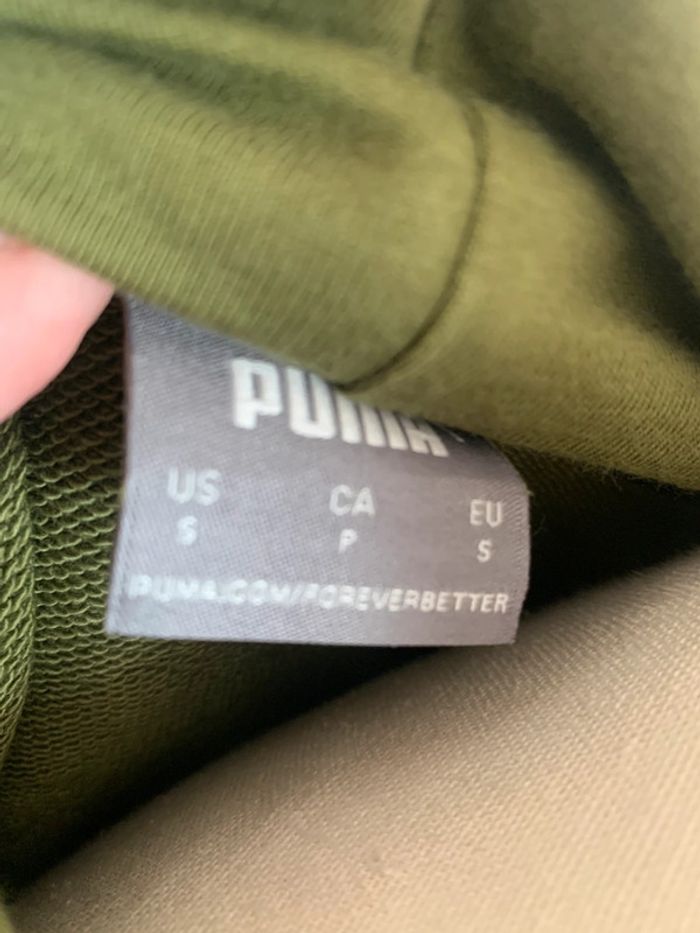 PUMA
US CA EU
S P S
PUMA.COM/FOREVERBETTER